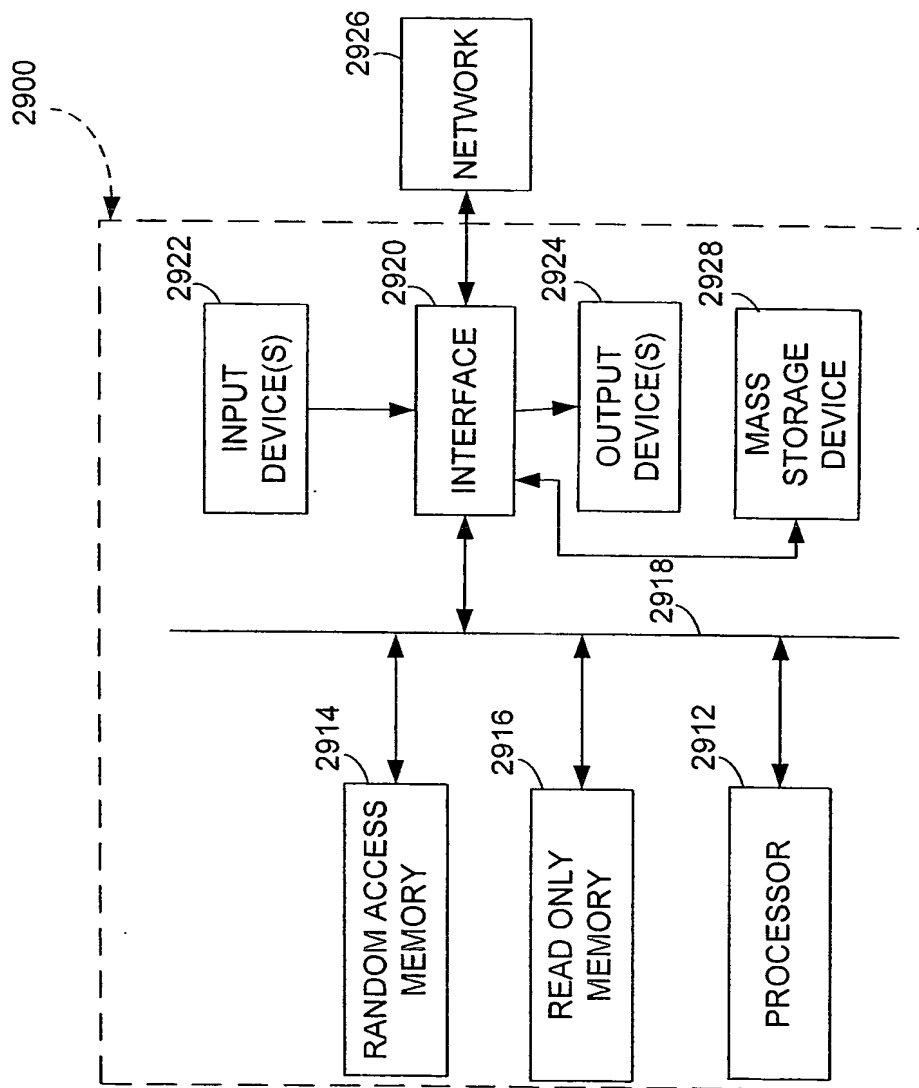 2900
2922
INPUT
DEVICE(S)
2914
RANDOM ACCESS
MEMORY
2920
INTERFACE
2926
NETWORK
2916
READ ONLY
MEMORY
2924
OUTPUT
DEVICE(S)
2912
PROCESSOR
2918
2928
MASS
STORAGE
DEVICE